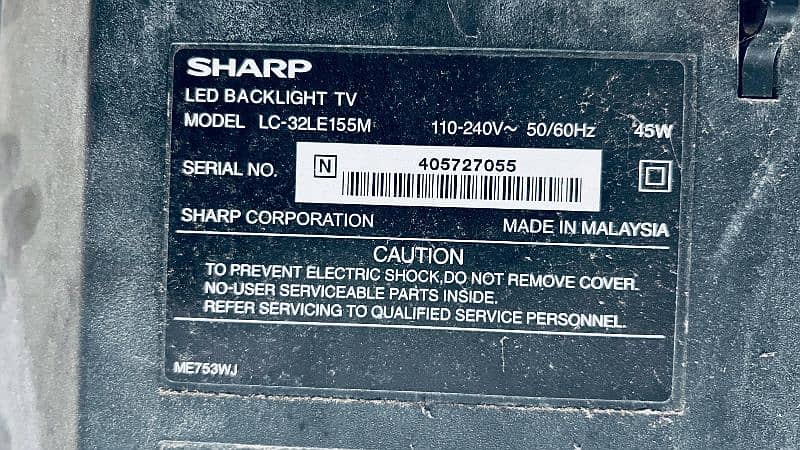 SHARP
LED BACKLIGHT TV
MODEL LC-32LE155M 110-240V~ 50/60Hz 45W
SERIAL NO. N 405727055
SHARP CORPORATION MADE IN MALAYSIA
CAUTION
TO PREVENT ELECTRIC SHOCK,DO NOT REMOVE COVER.
NO-USER SERVICEABLE PARTS INSIDE.
REFER SERVICING TO QUALIFIED SERVICE PERSONNEL.
ME753WJ